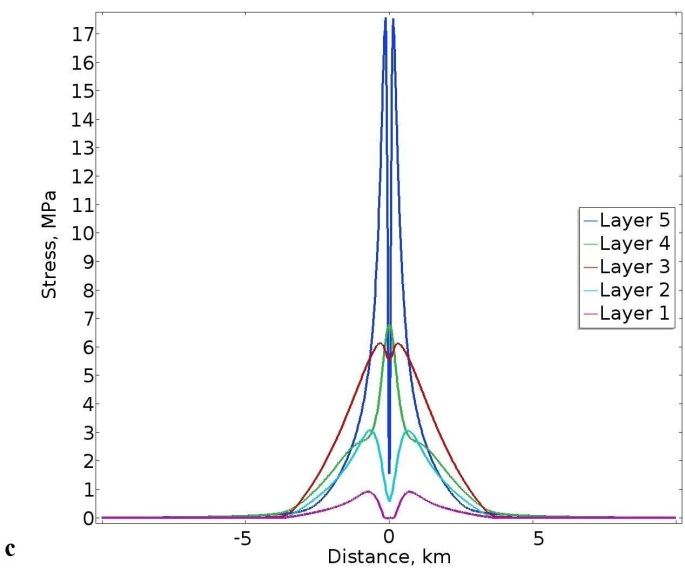 17
16
15
14
13
12
11
10
9
8
7
6
5
4
3
2
1
0
Stress, MPa
Layer 5
Layer 4
Layer 3
Layer 2
Layer 1
-5
0
5
Distance, km
c